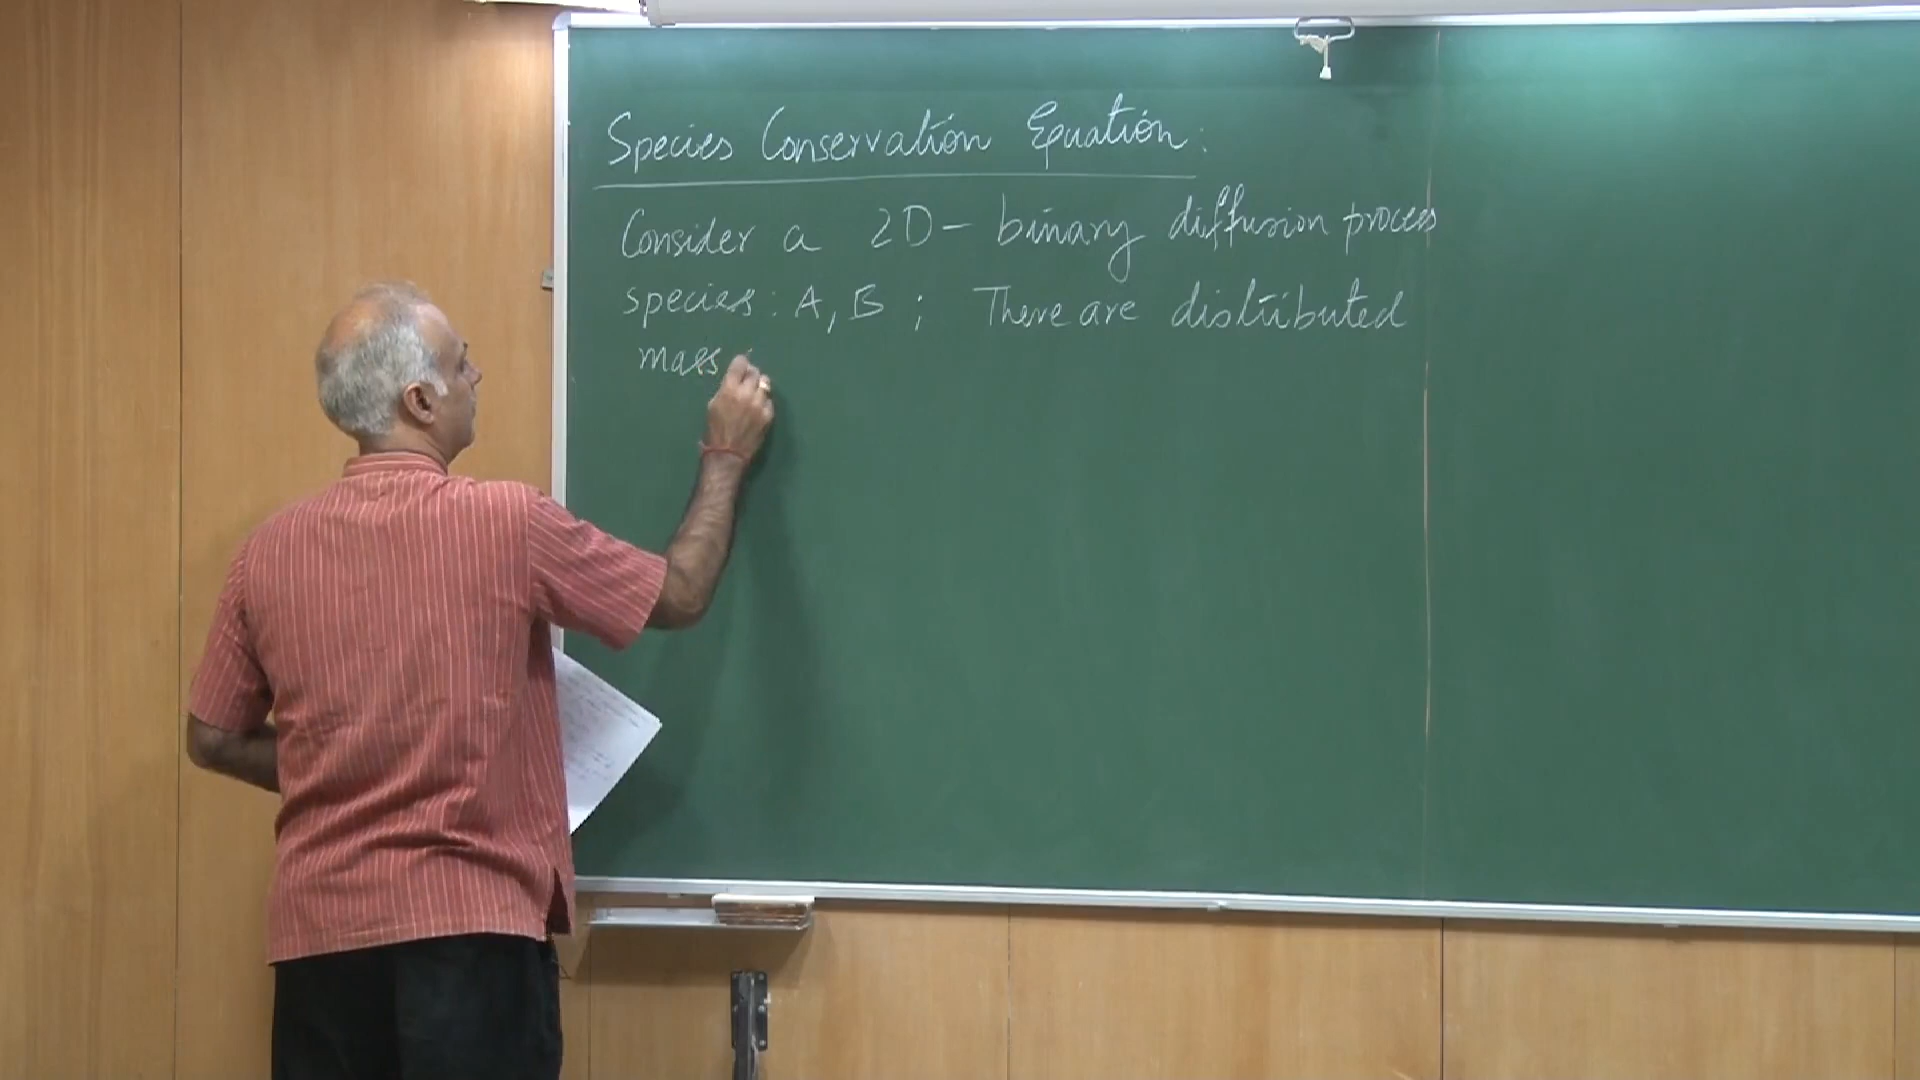 Species Conservation Equation:
Consider a 2D - binary diffusion process
species: A, B ; There are distributed
mass